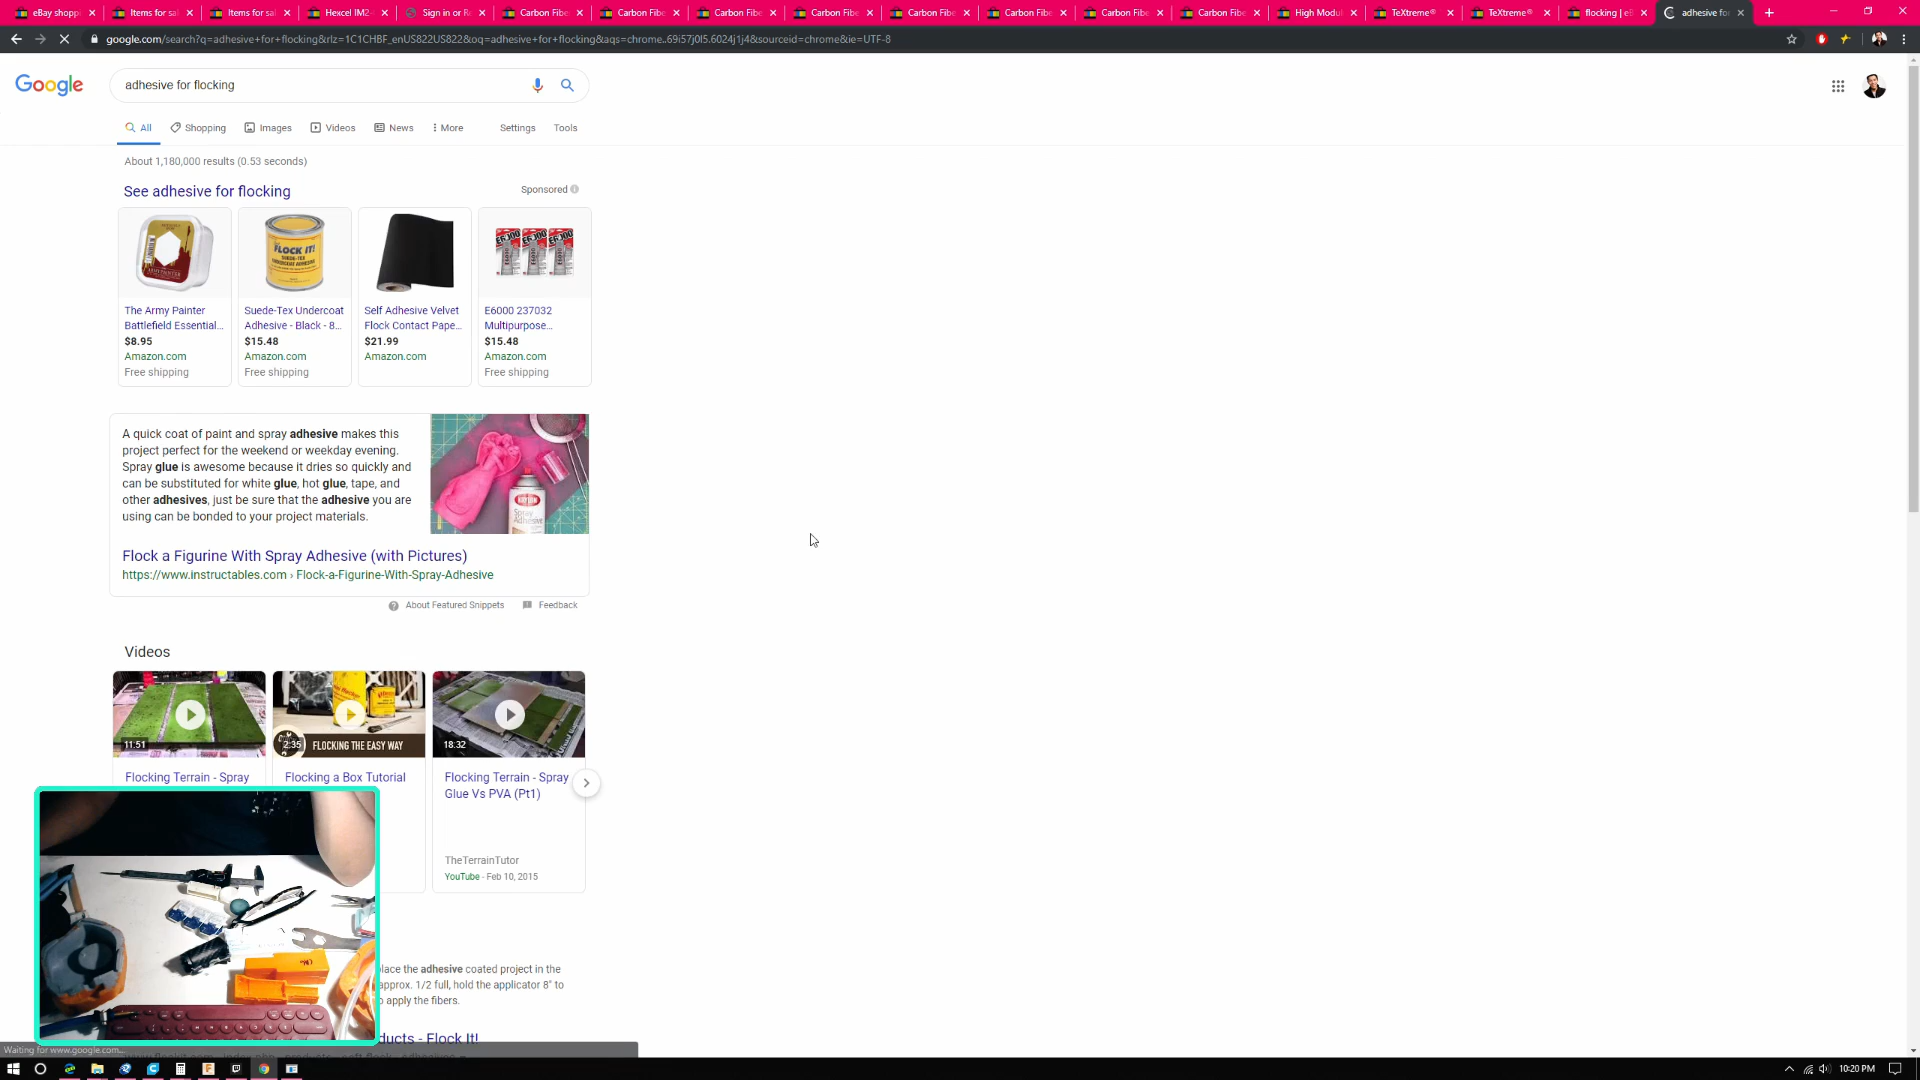 eBay shopp
Items for sal
Items for sal
Hexcel IM2-
Sign in or Re
Carbon Fibe
Carbon Fibe
Carbon Fibe
Carbon Fibe
Carbon Fibe
Carbon Fibe
Carbon Fibe
Carbon Fibe
High Modul
TeXtreme®
TeXtreme®
flocking | eB
adhesive for
google.com/search?q=adhesive+for+flocking&rlz=1C1CHBF_enUS822US822&oq=adhesive+for+flocking&aqs=chrome..69i57j0l5.6024j1j4&sourceid=chrome&ie=UTF-8
Google
adhesive for flocking
All
Shopping
Images
Videos
News
More
Settings
Tools
About 1,180,000 results (0.53 seconds)
See adhesive for flocking
Sponsored
FLOCK IT!
The Army Painter
Battlefield Essential...
$8.95
Amazon.com
Free shipping
Suede-Tex Undercoat
Adhesive - Black - 8...
$15.48
Amazon.com
Free shipping
Self Adhesive Velvet
Flock Contact Pape...
$21.99
Amazon.com
E6000 237032
Multipurpose...
$15.48
Amazon.com
Free shipping
A quick coat of paint and spray adhesive makes this
project perfect for the weekend or weekday evening.
Spray glue is awesome because it dries so quickly and
can be substituted for white glue, hot glue, tape, and
other adhesives, just be sure that the adhesive you are
using can be bonded to your project materials.
Spray
Adhesive
Flock a Figurine With Spray Adhesive (with Pictures)
https://www.instructables.com › Flock-a-Figurine-With-Spray-Adhesive
About Featured Snippets
Feedback
Videos
11:51
2:35
FLOCKING THE EASY WAY
18:32
Flocking Terrain - Spray
Flocking a Box Tutorial
Flocking Terrain - Spray
Glue Vs PVA (Pt1)
TheTerrainTutor
YouTube - Feb 10, 2015
lace the adhesive coated project in the
approx. 1/2 full, hold the applicator 8" to
apply the fibers.
ducts - Flock It!
Waiting for www.google.com...
10:20 PM